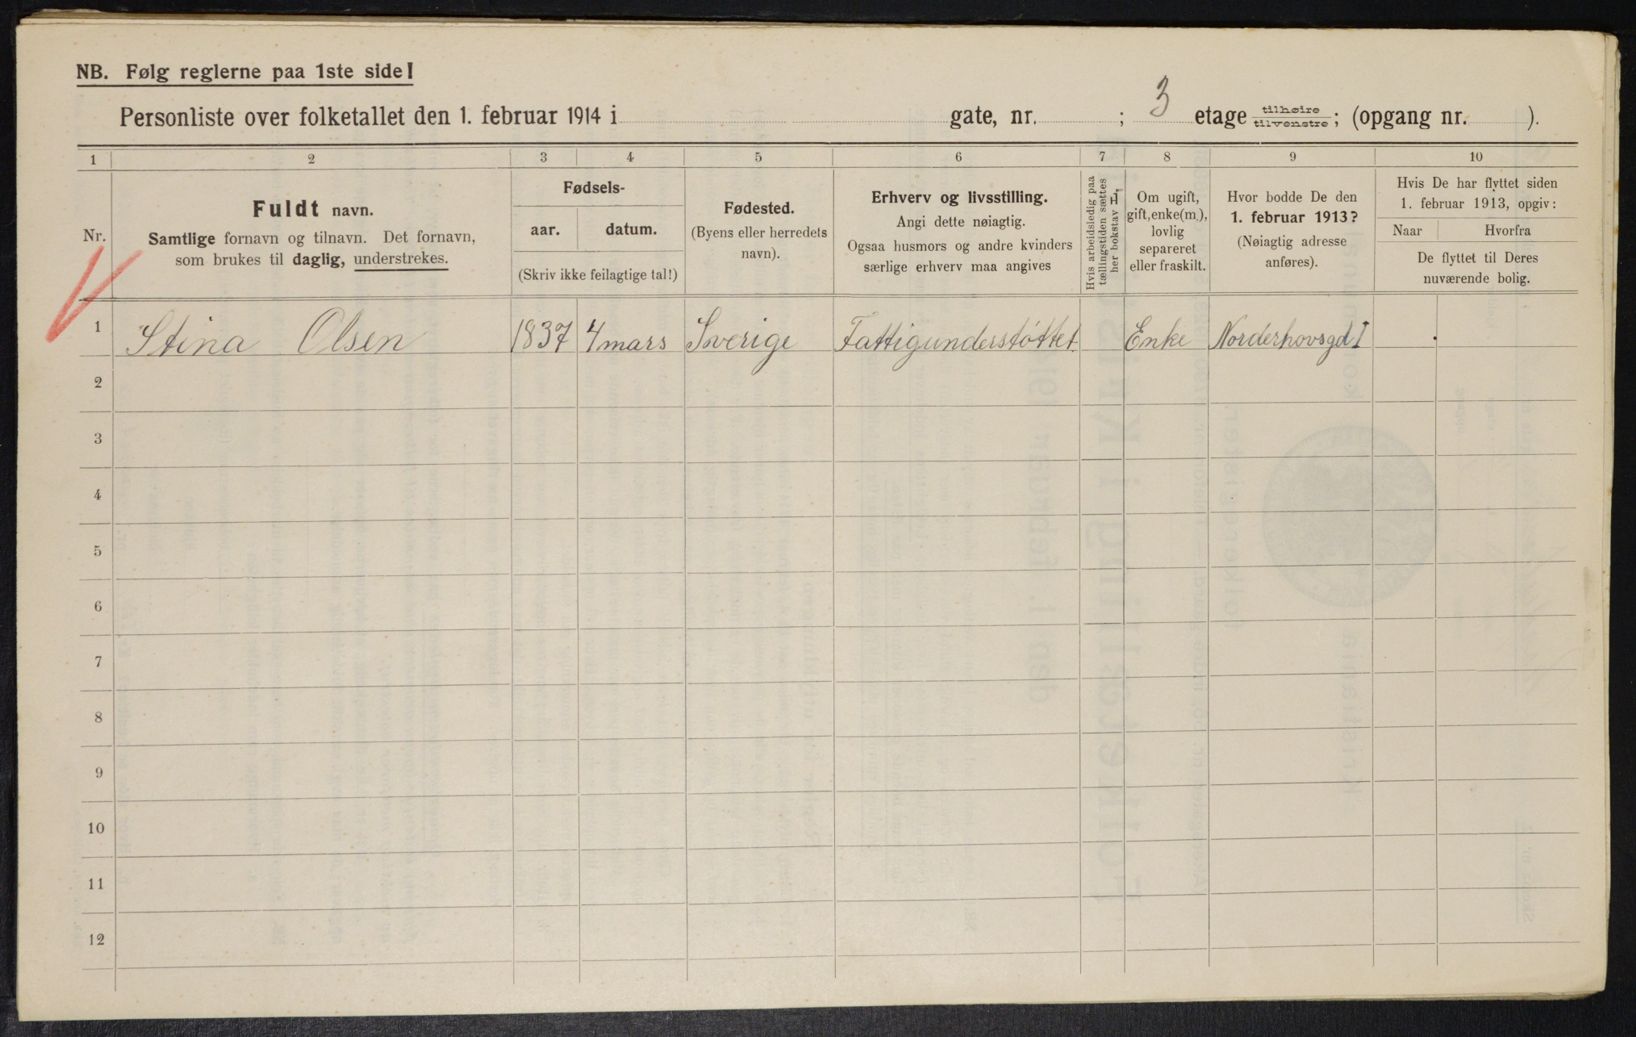 NB. Følg reglerne paa 1ste side!
Personliste over folketallet den 1. februar 1914 i gate, nr. ; 3 etage tilhøire tilvenstre; (opgang nr. ).
1 2 3 4 5 6 7 8 9 10
Nr.
Fuldt navn.
Samtlige fornavn og tilnavn. Det fornavn,
som brukes til daglig, understrekes.
Fødsels-
aar. datum.
(Skriv ikke feilagtige tal!)
Fødested.
(Byens eller herredets
navn).
Erhverv og livsstilling.
Angi dette nøiagtig.
Ogsaa husmors og andre kvinders
særlige erhverv maa angives
Hvis arbeidsledig paa
tællingstiden sættes
her bokstav L.
Om ugift,
gift, enke(m.),
lovlig
separeret
eller fraskilt.
Hvor bodde De den
1. februar 1913?
(Nøiagtig adresse
anføres).
Hvis De har flyttet siden
1. februar 1913, opgiv:
Naar Hvorfra
De flyttet til Deres
nuværende bolig.
1 Stina Olsen 1837 4 mars Sverige Fattigunderstøttet Enke Norderhovsgd I
2
3
4
5
6
7
8
9
10
11
12